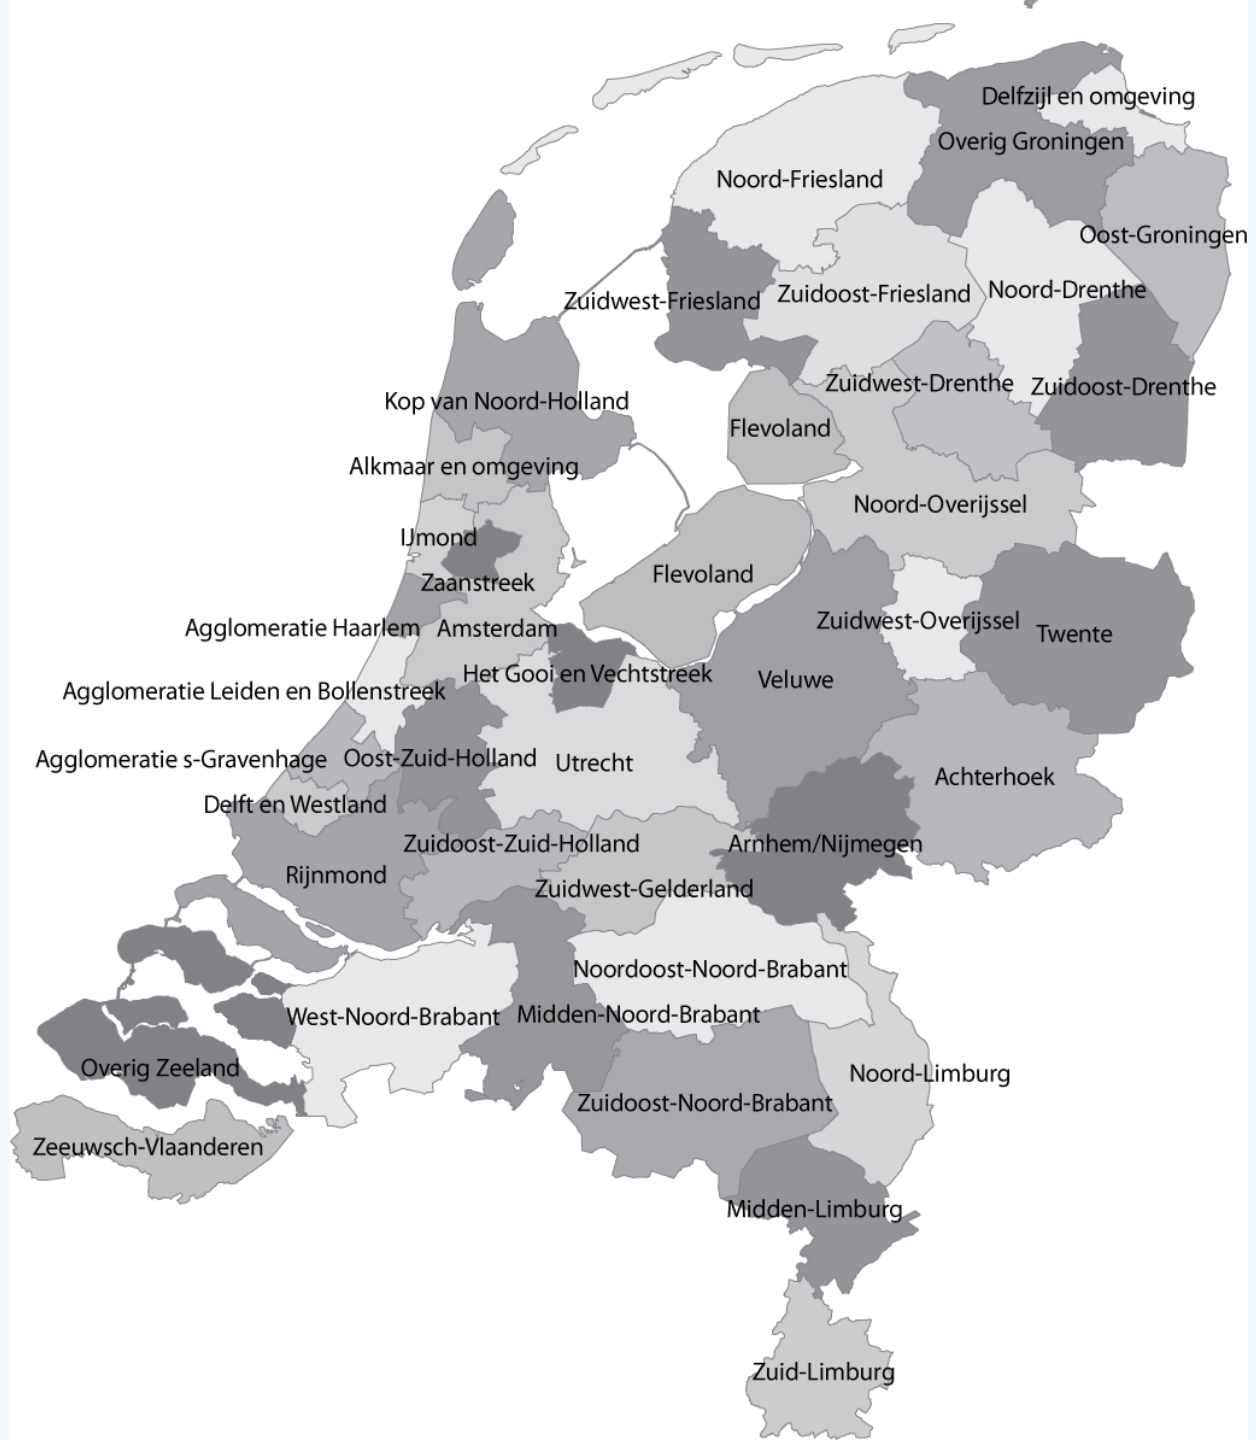 Delfzijl en omgeving
Overig Groningen
Noord-Friesland
Oost-Groningen
Noord-Drenthe
Zuidoost-Friesland
Zuidwest-Friesland
Zuidwest-Drenthe
Zuidoost-Drenthe
Kop van Noord-Holland
Flevoland
Alkmaar en omgeving
Noord-Overijssel
IJmond
Flevoland
Zaanstreek
Zuidwest-Overijssel
Agglomeratie Haarlem
Amsterdam
Twente
Het Gooi en Vechtstreek
Veluwe
Agglomeratie Leiden en Bollenstreek
Agglomeratie s-Gravenhage
Oost-Zuid-Holland
Utrecht
Achterhoek
Delft en Westland
Zuidoost-Zuid-Holland
Arnhem/Nijmegen
Rijnmond
Zuidwest-Gelderland
Noordoost-Noord-Brabant
West-Noord-Brabant
Midden-Noord-Brabant
Overig Zeeland
Noord-Limburg
Zuidoost-Noord-Brabant
Zeeuwsch-Vlaanderen
Midden-Limburg
Zuid-Limburg